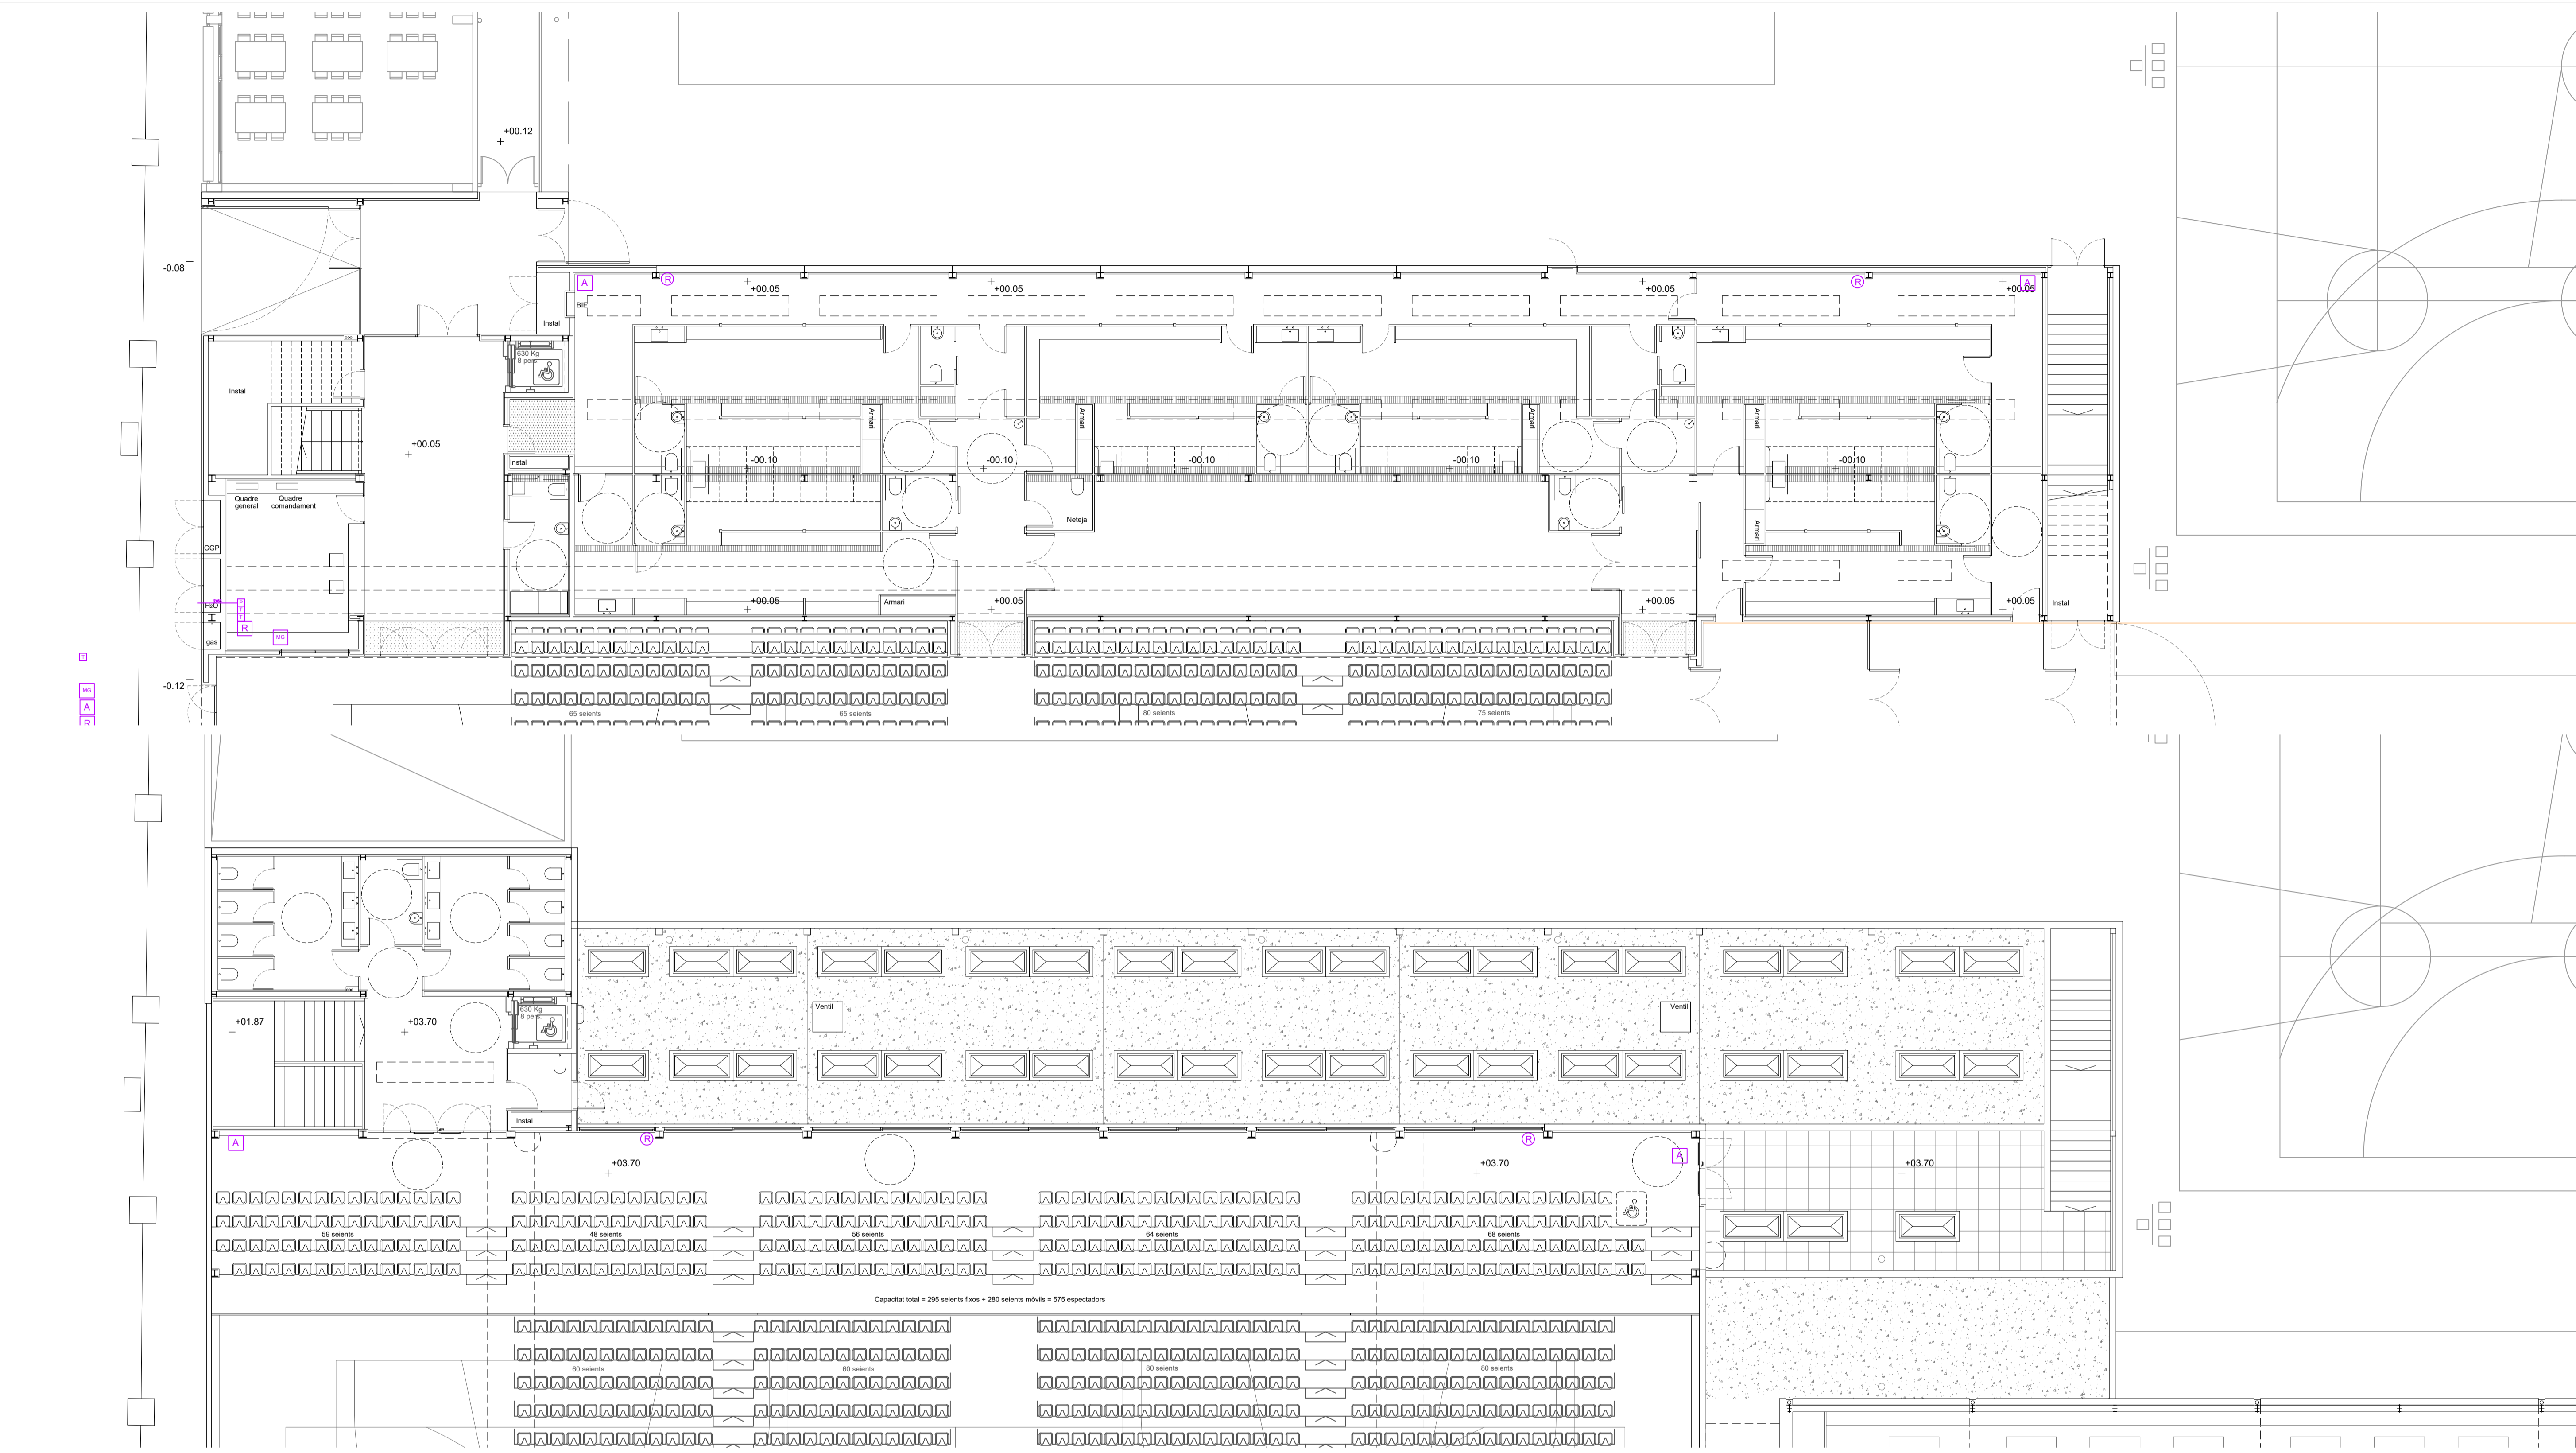 +00.12
-0.08
A
R
R
A
+00.05
+00.05
+00.05
+00.05
BIE
Instal
630 Kg
8 pers.
Instal
Armari
Armari
Armari
Armari
+00.05
Instal
-00.10
-00.10
-00.10
-00.10
-00.10
Quadre
general
Quadre
comandament
Neteja
Armari
CGP
H2O
P
T
T
R
MG
gas
Armari
+00.05
+00.05
+00.05
+00.05
Instal
T
MG
A
R
-0.12
65 seients
65 seients
80 seients
75 seients
630 Kg
8 pers.
Ventil
Ventil
+01.87
+03.70
Instal
A
R
R
A
+03.70
+03.70
+03.70
59 seients
48 seients
56 seients
64 seients
68 seients
Capacitat total = 295 seients fixos + 280 seients mòvils = 575 espectadors
60 seients
60 seients
80 seients
80 seients